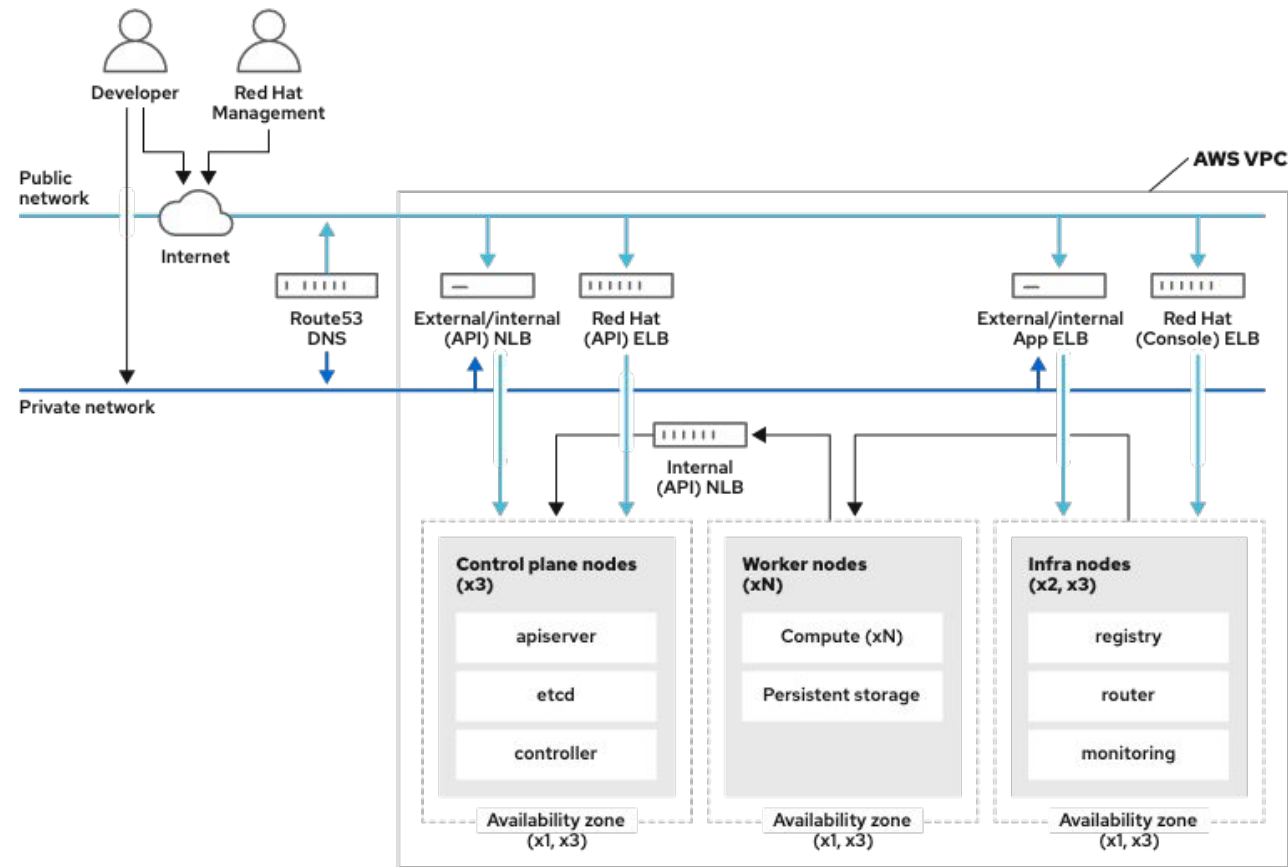 Developer
Red Hat
Management
AWS VPC
Public
network
Internet
Route53
DNS
External/internal
(API) NLB
Red Hat
(API) ELB
External/internal
App ELB
Red Hat
(Console) ELB
Private network
Internal
(API) NLB
Control plane nodes
(x3)
apiserver
etcd
controller
Availability zone
(x1, x3)
Worker nodes
(xN)
Compute (xN)
Persistent storage
Availability zone
(x1, x3)
Infra nodes
(x2, x3)
registry
router
monitoring
Availability zone
(x1, x3)